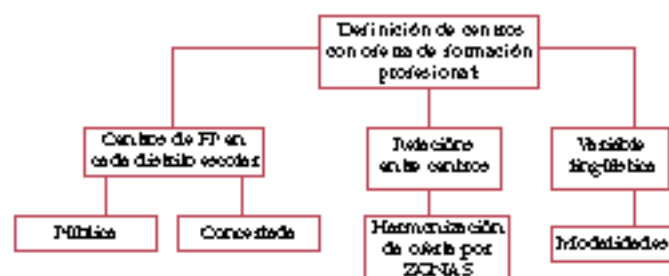 Definición de centros
con oferta de formación
profesional
Centros de FP en
cada distrito escolar
Relacións
entre centros
Variable
lingüística
Pública
Concertada
Harmonización
de oferta por
ZONAS
Modalidades